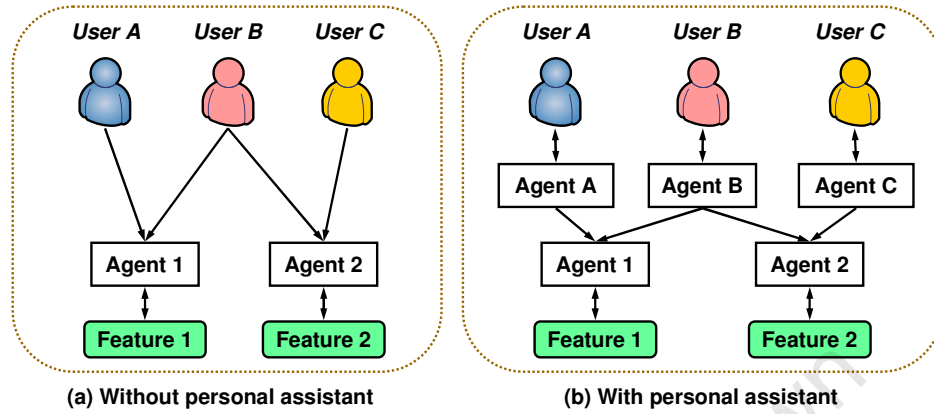 User A User B User C
Agent 1 Agent 2
Feature 1 Feature 2
(a) Without personal assistant
User A User B User C
Agent A Agent B Agent C
Agent 1 Agent 2
Feature 1 Feature 2
(b) With personal assistant